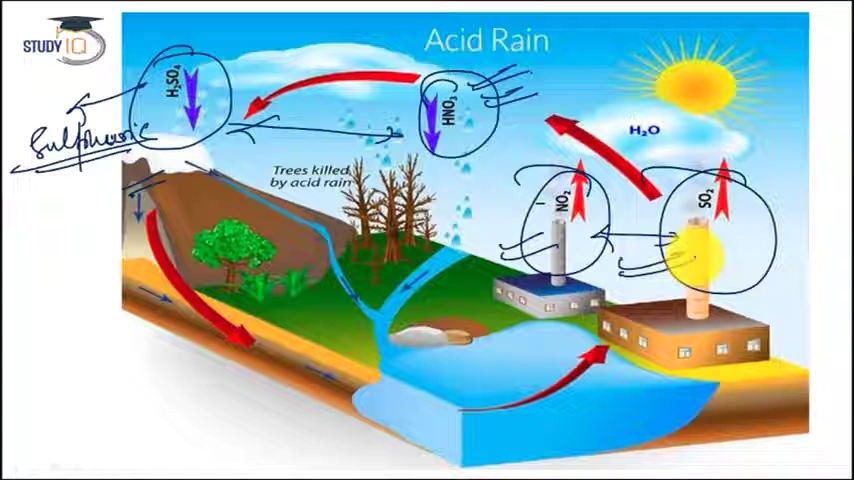 STUDY IQ
Acid Rain
H₂SO₄
HNO₃
H₂O
Sulphuric
Trees killed
by acid rain
NO₂
SO₂